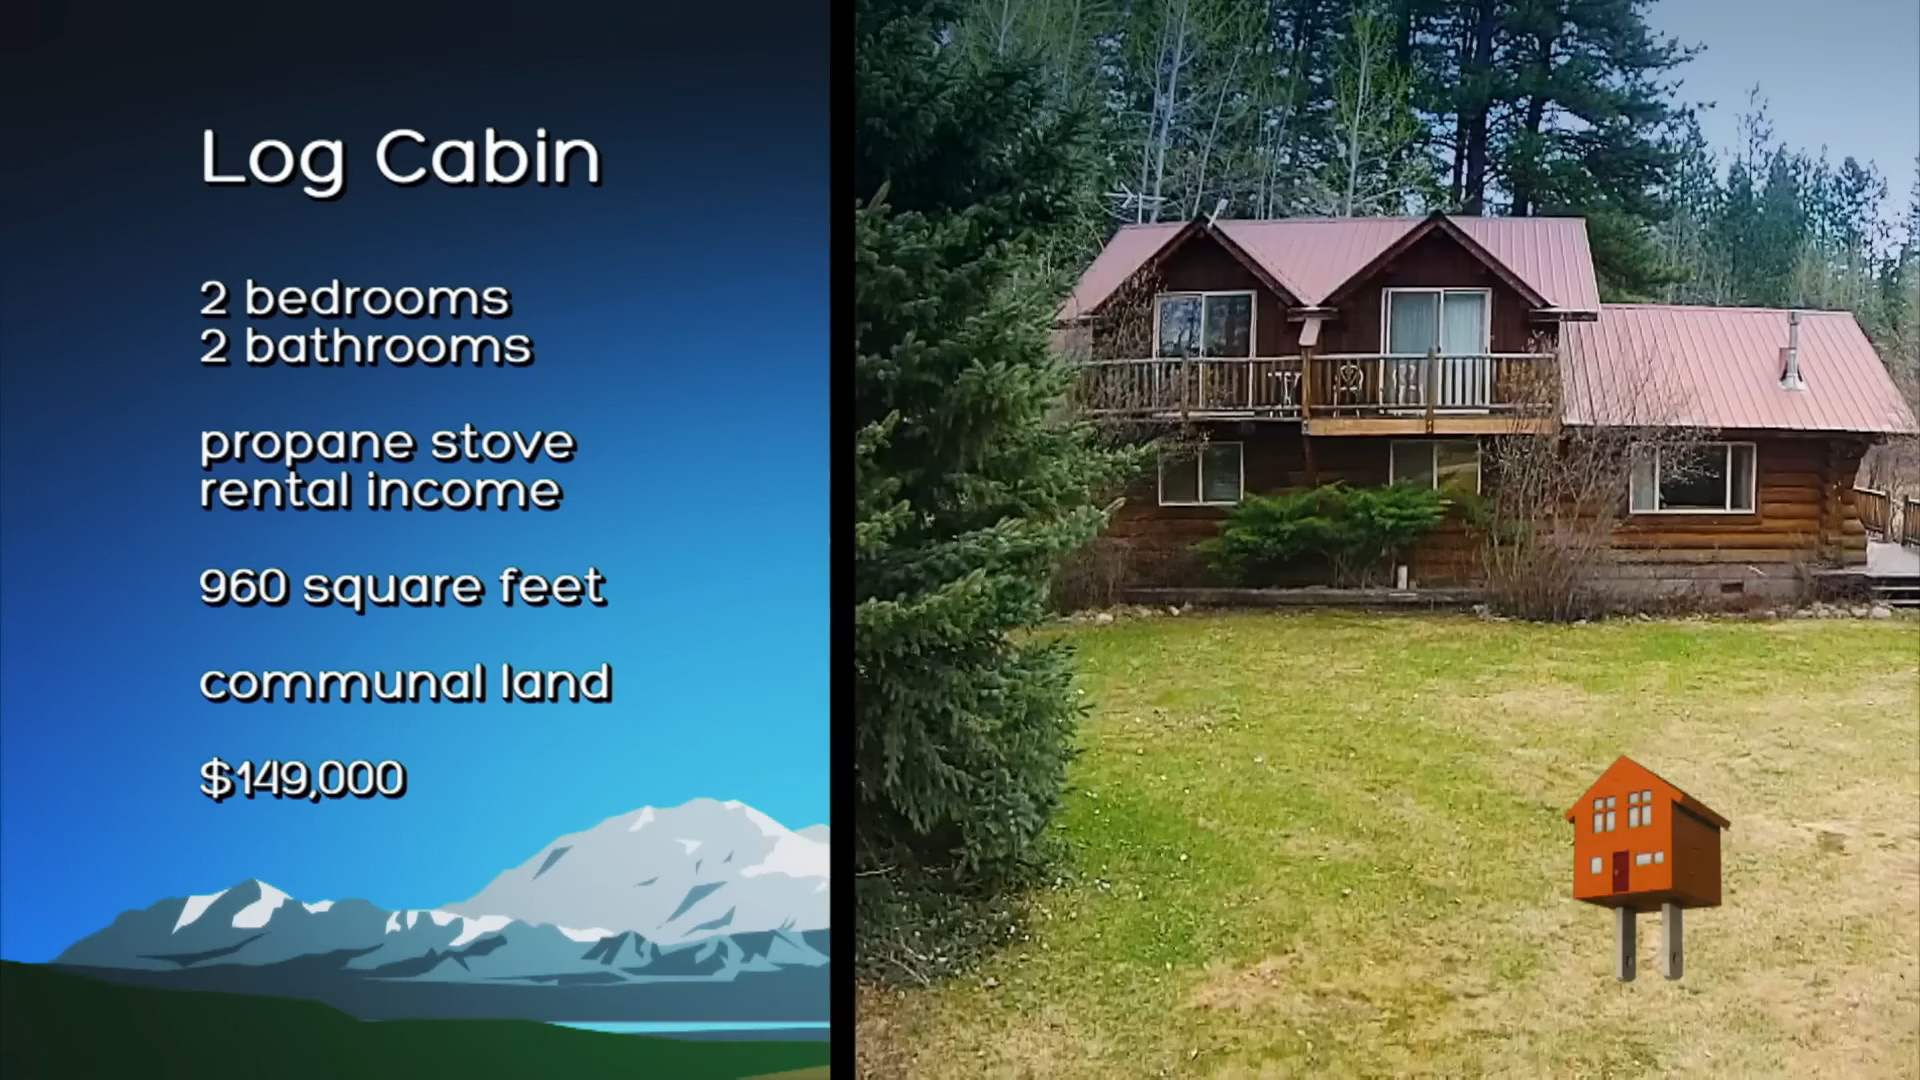 Log Cabin
2 bedrooms
2 bathrooms
propane stove
rental income
960 square feet
communal land
$149,000